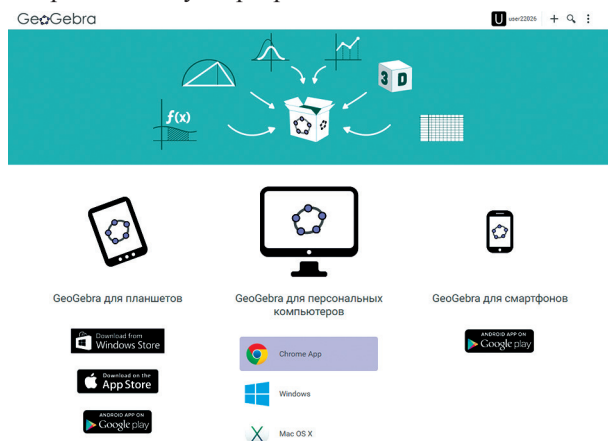 GeoGebra
U user22026
f(x)
3 D
GeoGebra для планшетов
GeoGebra для персональных
компьютеров
GeoGebra для смартфонов
Download from
Windows Store
Download on the
App Store
ANDROID APP ON
Google play
Chrome App
Windows
Mac OS X
ANDROID APP ON
Google play